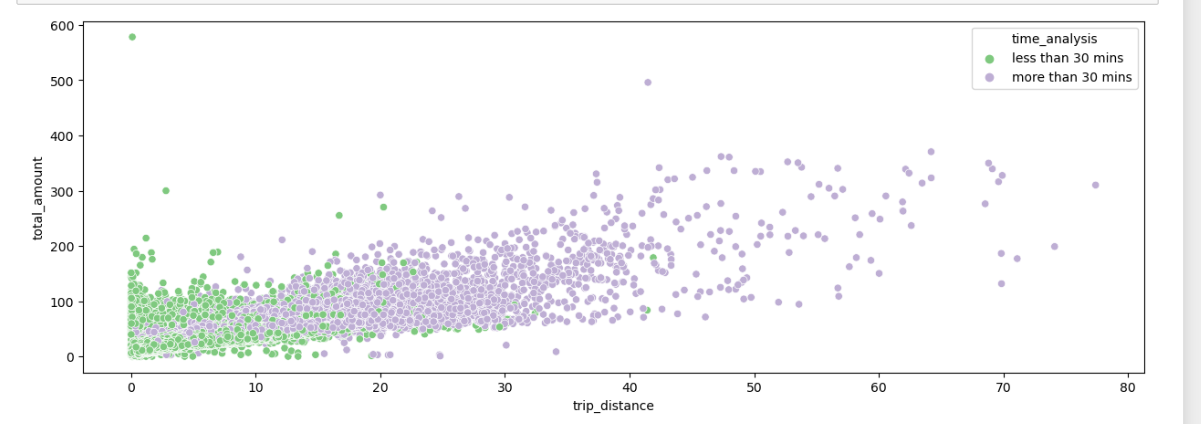 600
500
400
300
200
100
0
total_amount
time_analysis
less than 30 mins
more than 30 mins
0 10 20 30 40 50 60 70 80
trip_distance